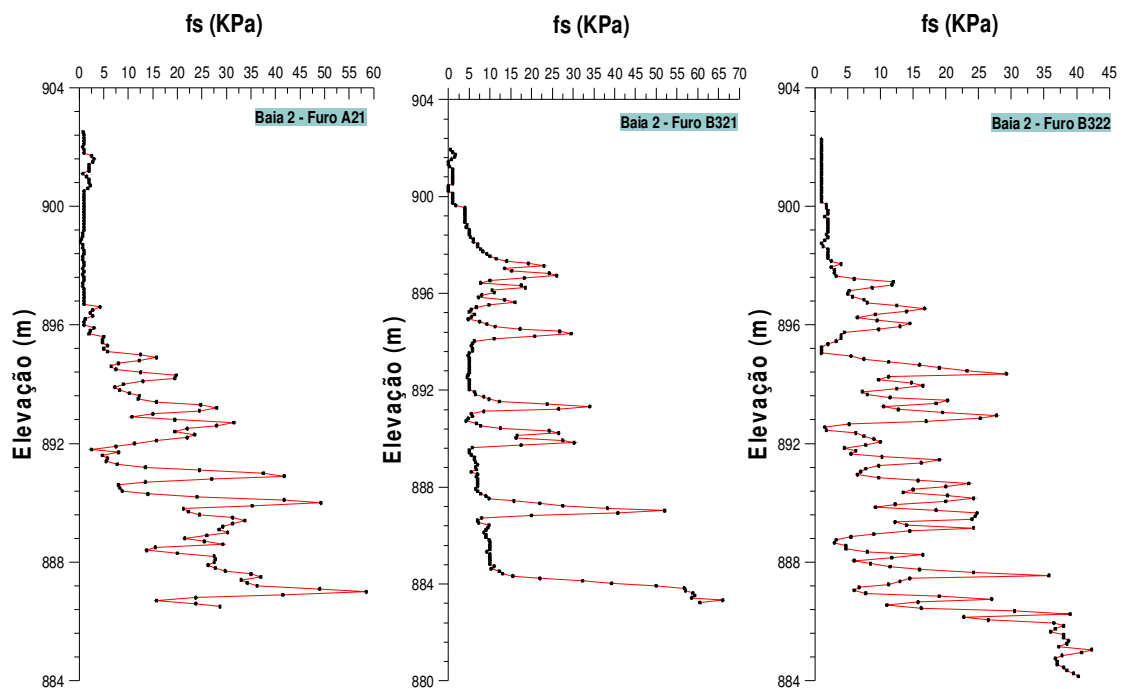 fs (KPa)
0 5 10 15 20 25 30 35 40 45 50 55 60
904
900
896
892
888
884
Elevação (m)
Baia 2 - Furo A21
fs (KPa)
0 5 10 15 20 25 30 35 40 45 50 55 60 65 70
904
900
896
892
888
884
880
Elevação (m)
Baia 2 - Furo B321
fs (KPa)
0 5 10 15 20 25 30 35 40 45
904
900
896
892
888
884
Elevação (m)
Baia 2 - Furo B322